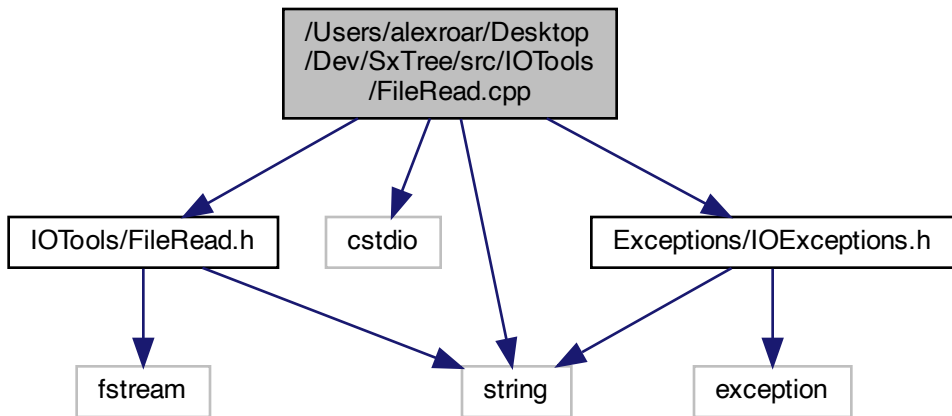 /Users/alexroar/Desktop
/Dev/SxTree/src/IOTools
/FileRead.cpp
IOTools/FileRead.h
cstdio
Exceptions/IOExceptions.h
fstream
string
exception